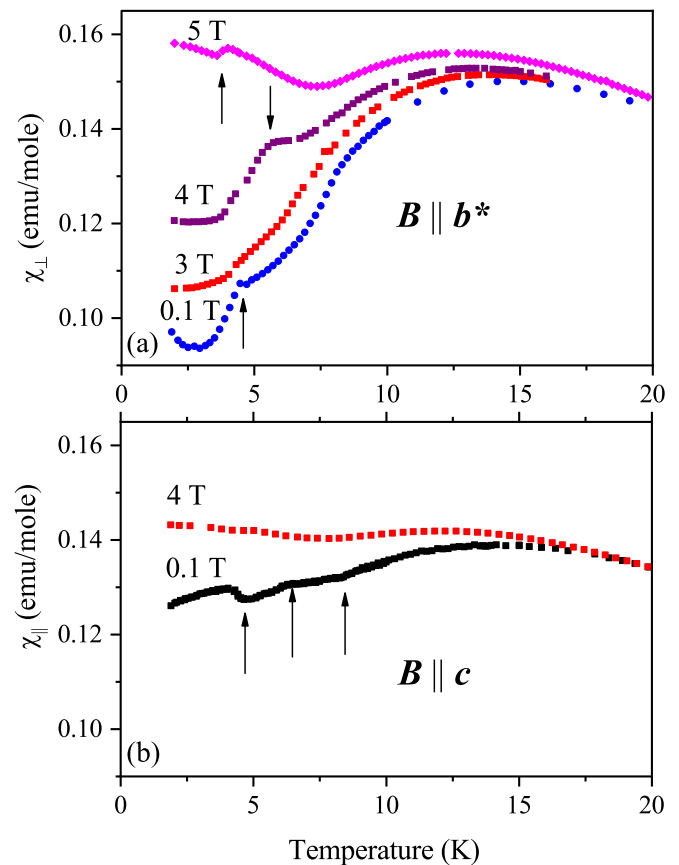 0.16
0.14
0.12
0.10
χ⊥ (emu/mole)
5 T
4 T
3 T
0.1 T
B || b*
(a)
0 5 10 15 20
0.16
0.14
0.12
0.10
χ|| (emu/mole)
4 T
0.1 T
B || c
(b)
0 5 10 15 20
Temperature (K)